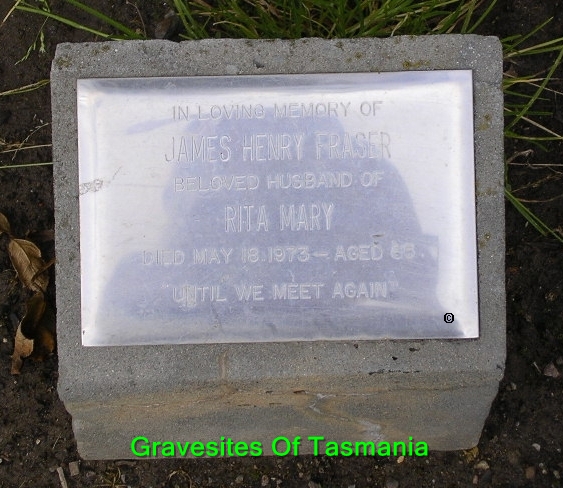 IN LOVING MEMORY OF
JAMES HENRY FRASER
BELOVED HUSBAND OF
RITA MARY
DIED MAY 18.1973 — AGED
"UNTIL WE MEET AGAIN"
©
Gravesites Of Tasmania